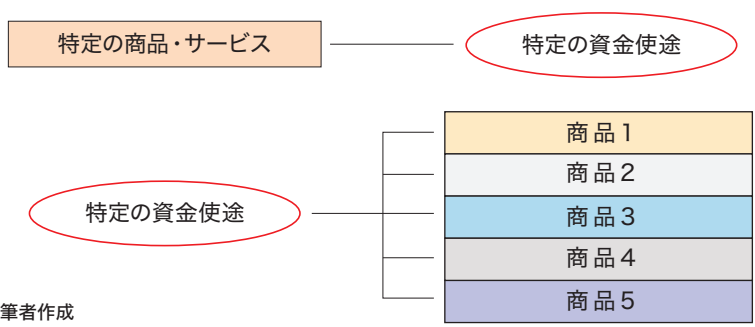 特定の商品・サービス
特定の資金使途
商品1
商品2
特定の資金使途
商品3
商品4
商品5
筆者作成